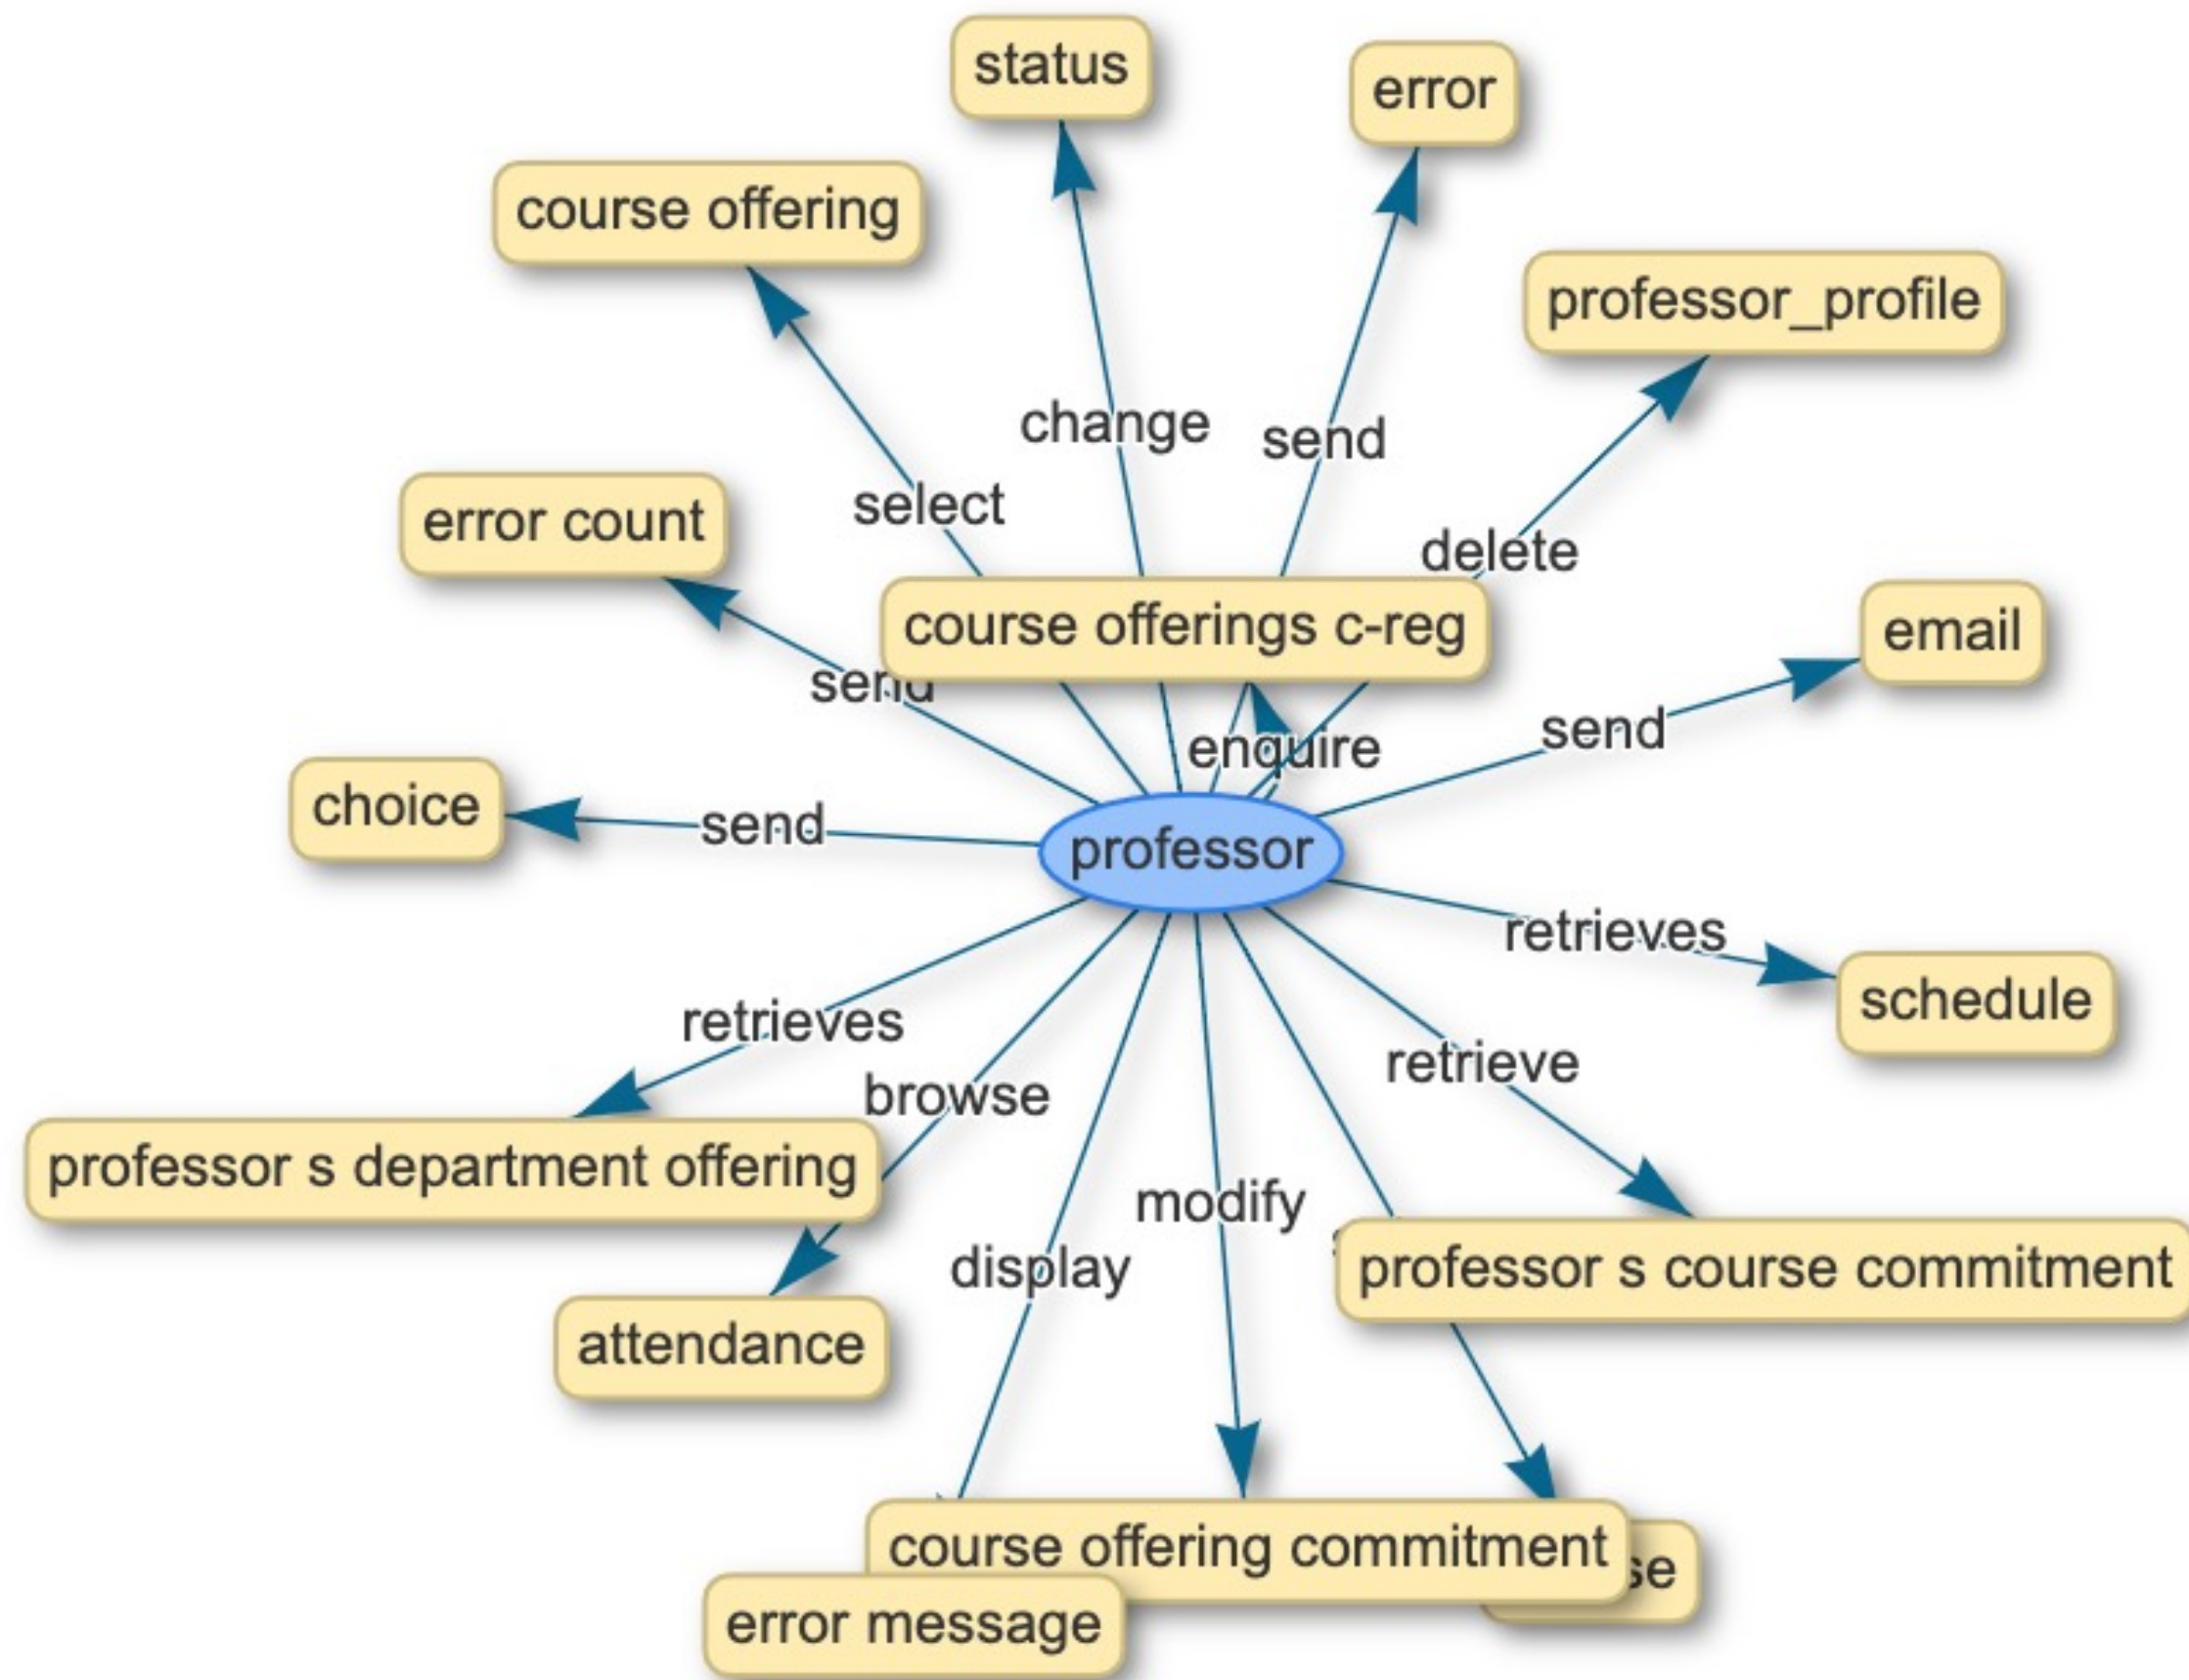 status
error
course offering
professor_profile
change
send
select
error count
delete
course offerings c-reg
email
send
send
enquire
choice
send
professor
retrieves
schedule
retrieves
retrieve
browse
professor s department offering
modify
display
professor s course commitment
attendance
course offering commitment
error message